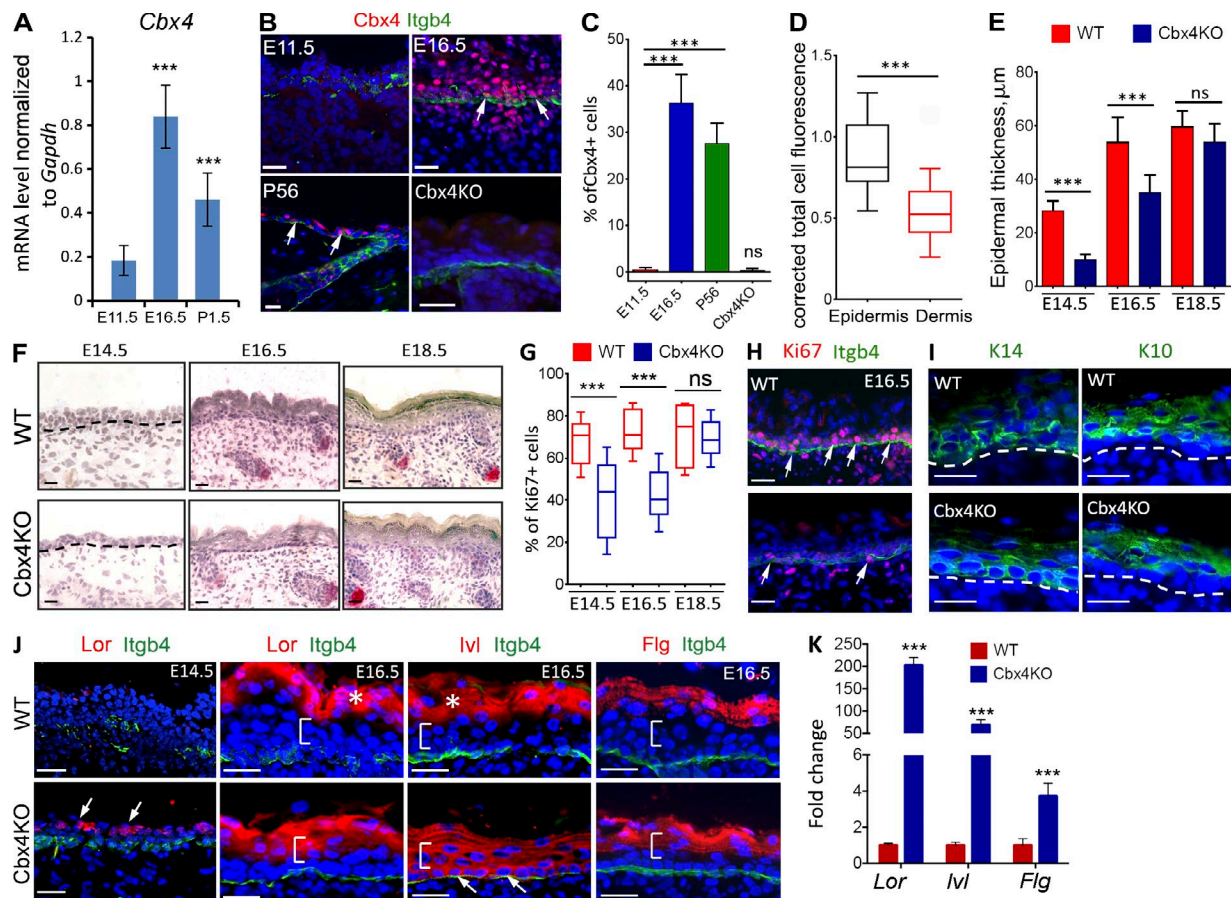 A
Cbx4
mRNA level normalized
to Gapdh
1.2
1
0.8
0.6
0.4
0.2
0
***
***
E11.5 E16.5 P1.5
B
Cbx4 Itgb4
E11.5
E16.5
P56
Cbx4KO
C
% ofCbx4+ cells
60
50
40
30
20
10
0
***
***
ns
E11.5
E16.5
P56
Cbx4KO
D
corrected total cell fluorescence
1.5
1.0
0.5
0.0
***
Epidermis Dermis
E
WT Cbx4KO
Epidermal thickness, μm
80
60
40
20
0
***
***
ns
E14.5 E16.5 E18.5
F
E14.5 E16.5 E18.5
WT
Cbx4KO
G
WT Cbx4KO
% of Ki67+ cells
100
80
60
40
20
0
***
***
ns
E14.5 E16.5 E18.5
H
Ki67 Itgb4
WT E16.5
Cbx4KO
I
K14 K10
WT WT
Cbx4KO Cbx4KO
J
Lor Itgb4
Lor Itgb4
Ivl Itgb4
Flg Itgb4
E14.5
E16.5
E16.5
E16.5
*
*
WT
Cbx4KO
K
WT
Cbx4KO
Fold change
250
200
150
100
50
6
4
2
0
***
***
***
Lor Ivl Flg